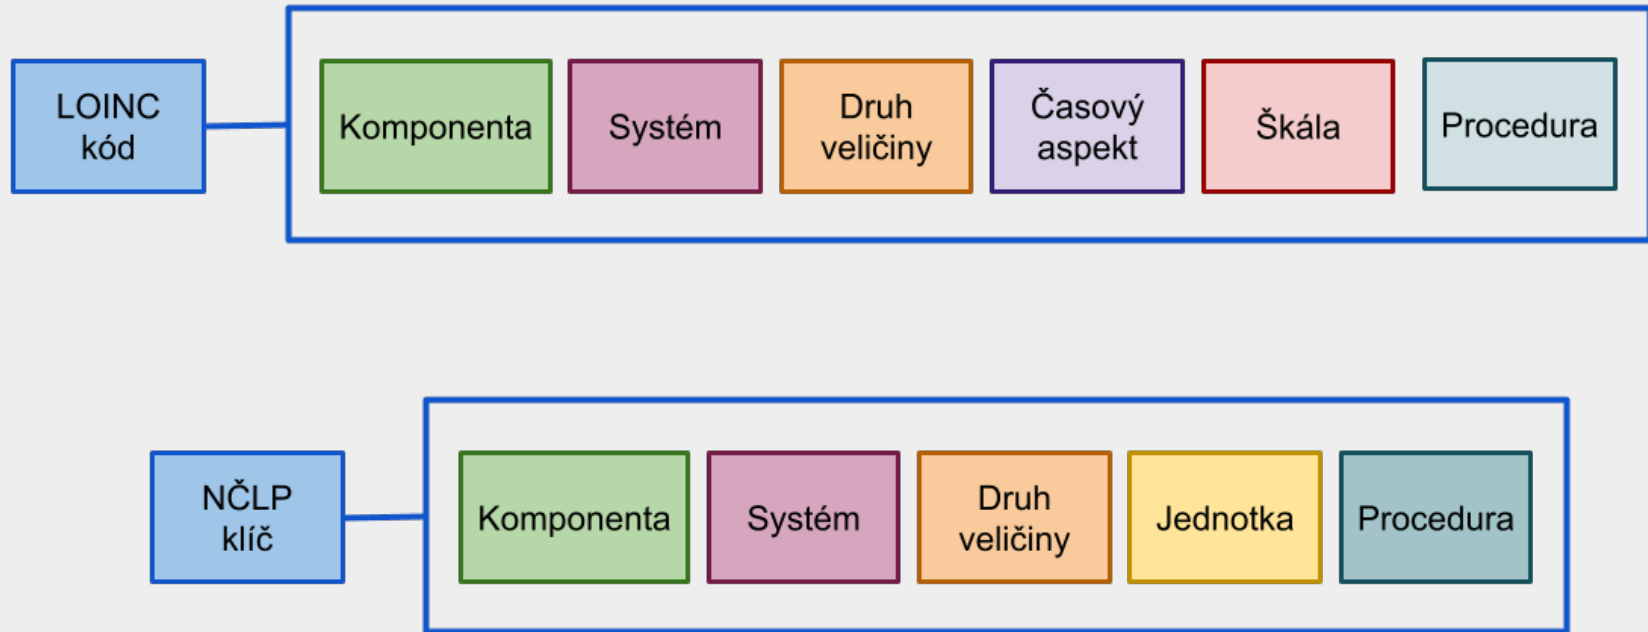 LOINC
kód
Komponenta
Systém
Druh
veličiny
Časový
aspekt
Škála
Procedura
NČLP
klíč
Komponenta
Systém
Druh
veličiny
Jednotka
Procedura